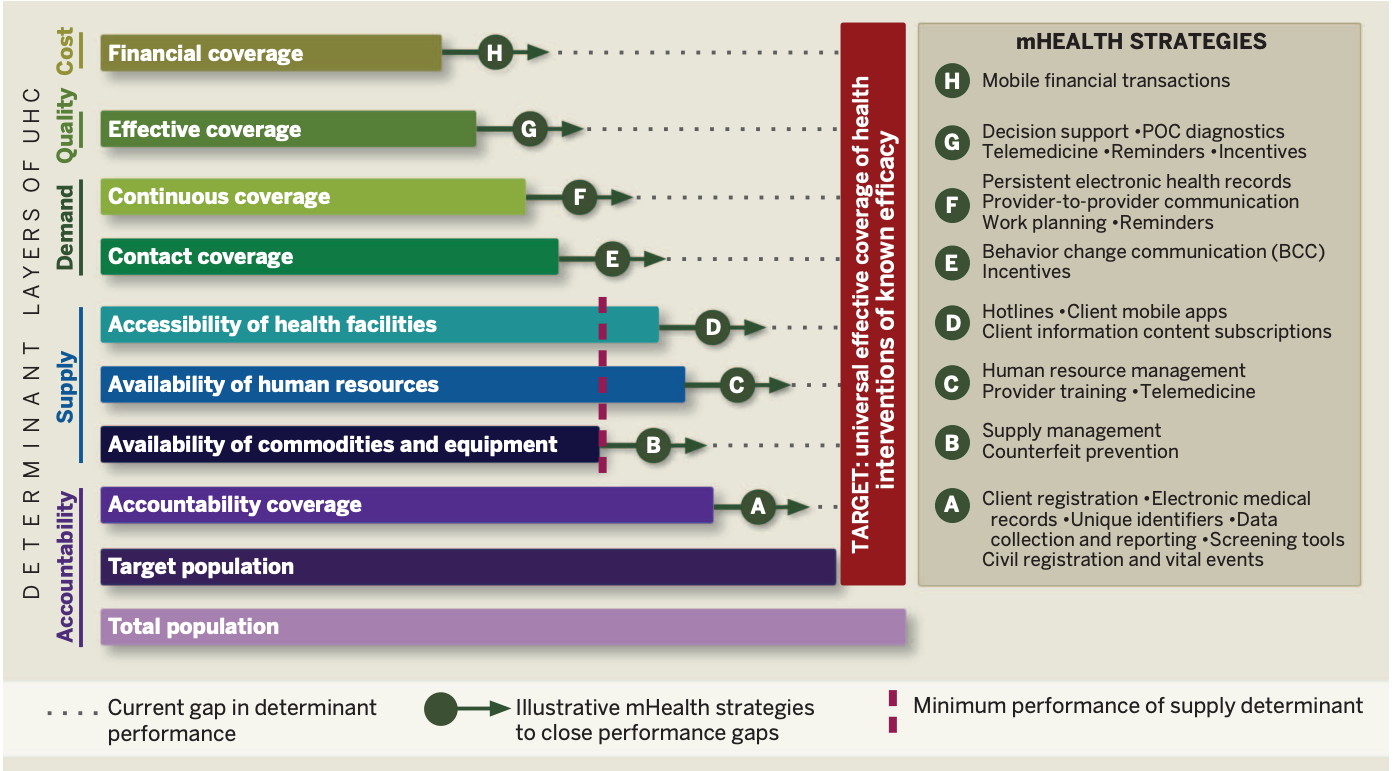 DETERMINANT LAYERS OF UHC
Cost
Financial coverage
H
Quality
Effective coverage
G
Demand
Continuous coverage
F
Contact coverage
E
Supply
Accessibility of health facilities
D
Availability of human resources
C
Availability of commodities and equipment
B
Accountability
Accountability coverage
A
Target population
Total population
TARGET: universal effective coverage of health
interventions of known efficacy
mHEALTH STRATEGIES
H
Mobile financial transactions
G
Decision support •POC diagnostics
Telemedicine •Reminders •Incentives
F
Persistent electronic health records
Provider-to-provider communication
Work planning •Reminders
E
Behavior change communication (BCC)
Incentives
D
Hotlines •Client mobile apps
Client information content subscriptions
C
Human resource management
Provider training •Telemedicine
B
Supply management
Counterfeit prevention
A
Client registration •Electronic medical
records •Unique identifiers •Data
collection and reporting •Screening tools
Civil registration and vital events
Current gap in determinant
performance
Illustrative mHealth strategies
to close performance gaps
Minimum performance of supply determinant